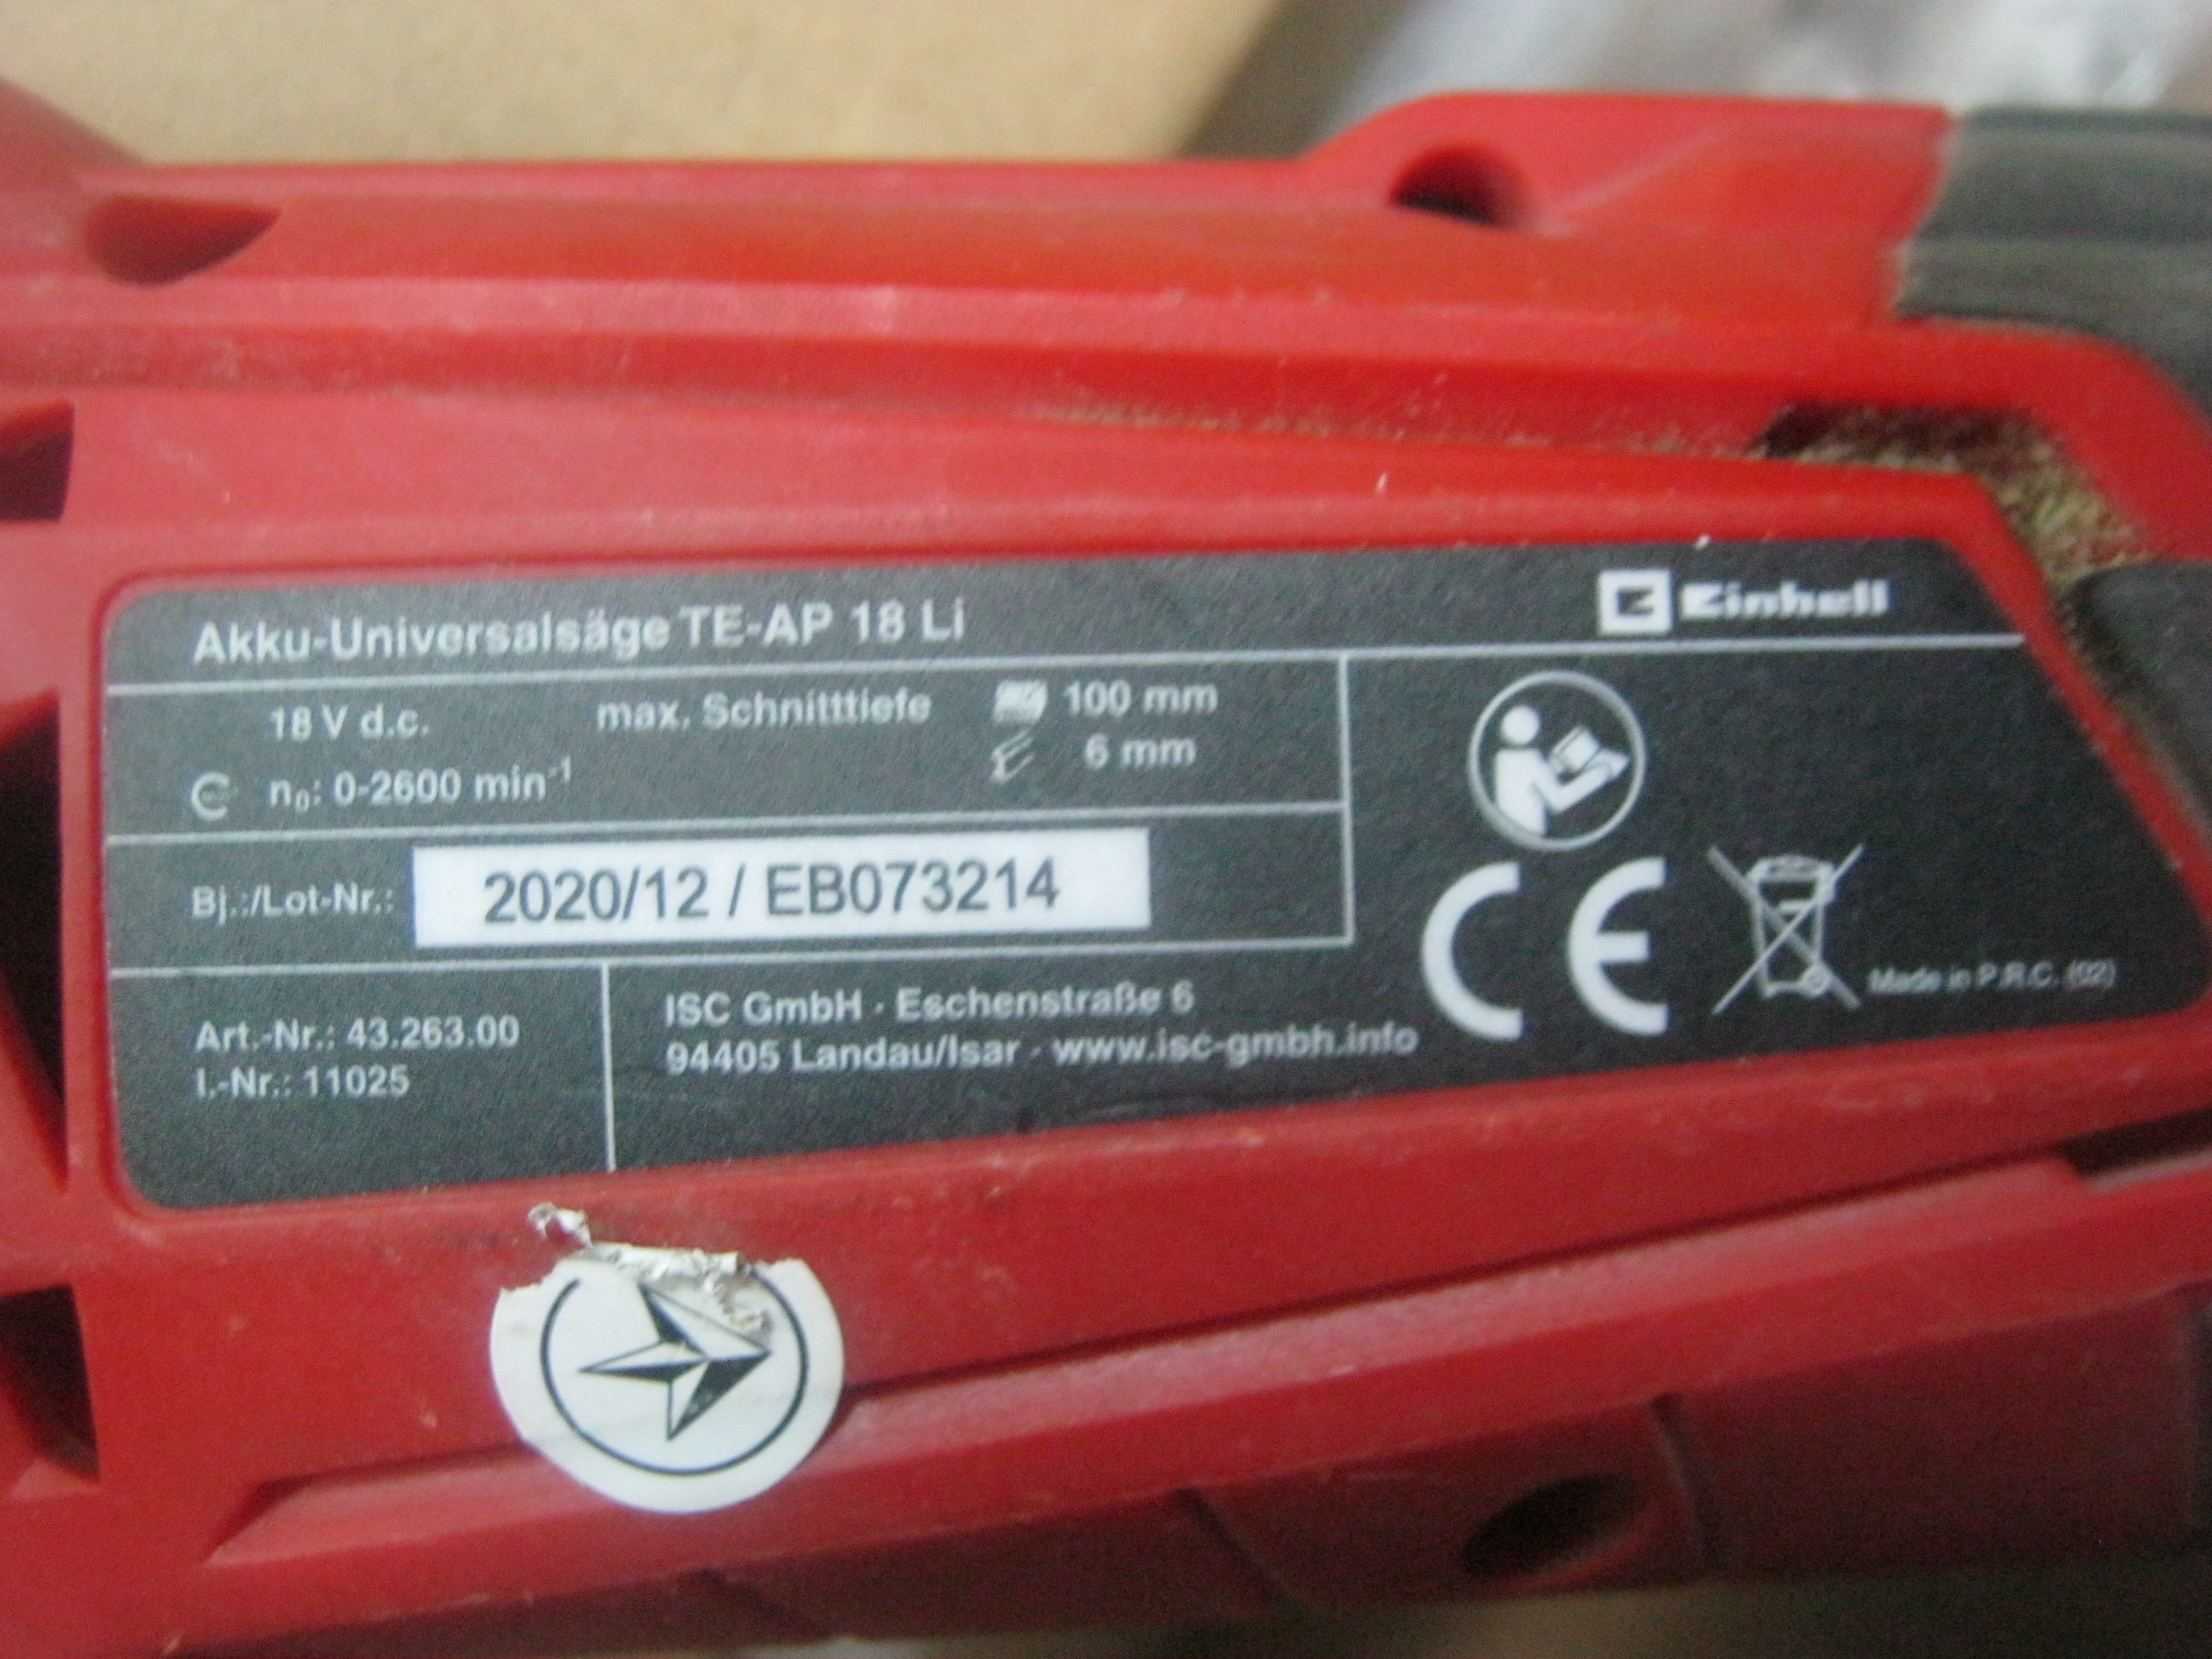 Akku-Universalsäge TE-AP 18 Li
Einhell
18 V d.c. max. Schnitttiefe 100 mm
6 mm
n₀: 0-2600 min⁻¹
Bj.:/Lot-Nr.: 2020/12 / EB073214
Art.-Nr.: 43.263.00
I.-Nr.: 11025
ISC GmbH · Eschenstraße 6
94405 Landau/Isar · www.isc-gmbh.info
CE
Made in P.R.C. (02)